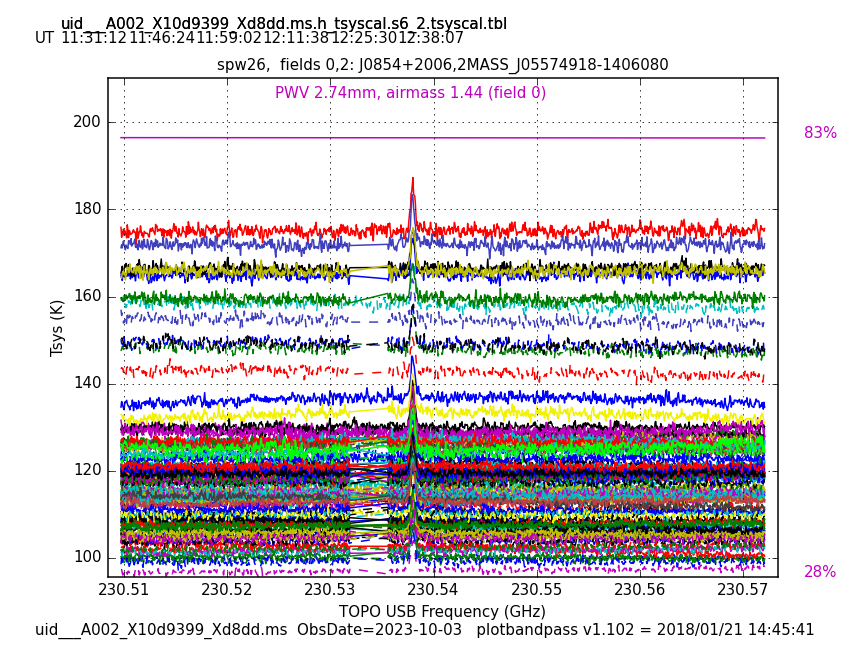 uid___A002_X10d9399_Xd8dd.ms.h_tsyscal.s6_2.tsyscal.tbl
UT 11:31:12 11:46:24 11:59:02 12:11:38 12:25:30 12:38:07
spw26,  fields 0,2: J0854+2006,2MASS_J05574918-1406080
PWV 2.74mm, airmass 1.44 (field 0)
83%
200
180
160
140
120
100
Tsys (K)
28%
230.51 230.52 230.53 230.54 230.55 230.56 230.57
TOPO USB Frequency (GHz)
uid___A002_X10d9399_Xd8dd.ms  ObsDate=2023-10-03   plotbandpass v1.102 = 2018/01/21 14:45:41